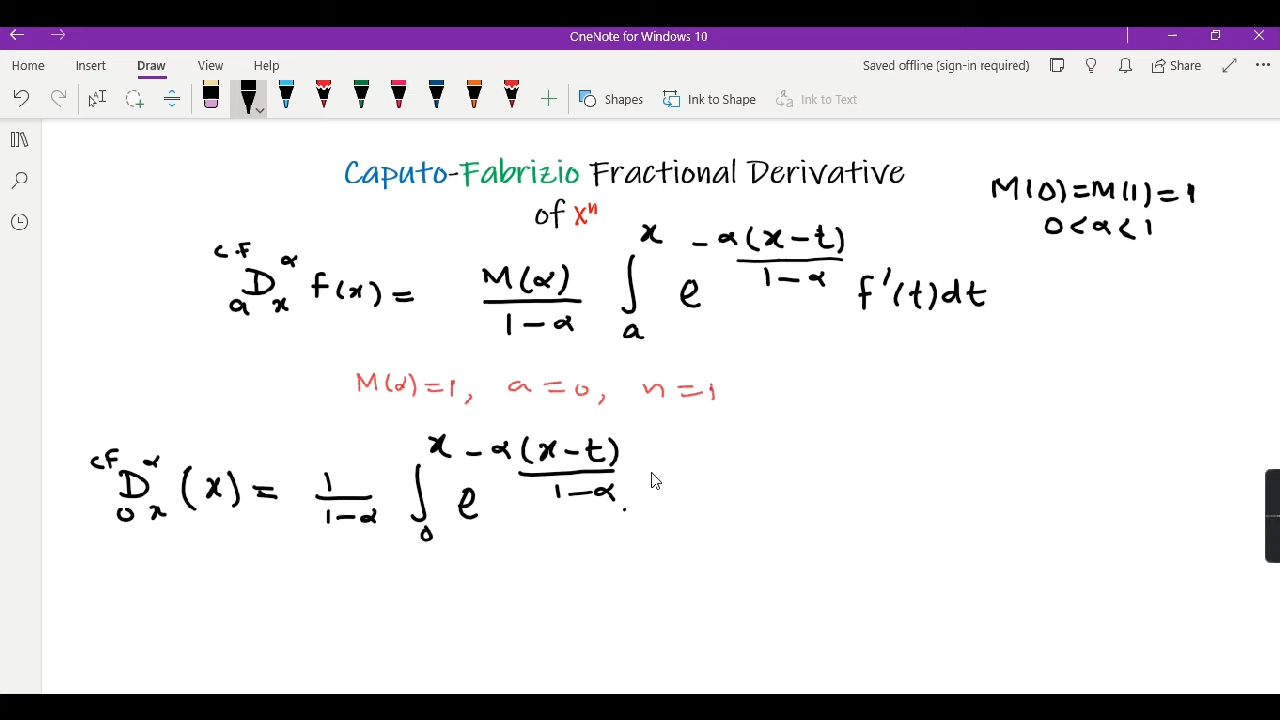 OneNote for Windows 10
Home Insert Draw View Help Saved offline (sign-in required) Share
Shapes Ink to Shape Ink to Text
Caputo-Fabrizio Fractional Derivative
of xⁿ
M(0)=M(1)=1
0<α<1
C.F D α a x f(x) = M(α) / 1-α ∫ x a e -α(x-t) / 1-α f'(t)dt
M(α)=1, a=0, n=1
CF D α 0 x (x) = 1 / 1-α ∫ x 0 e -α(x-t) / 1-α